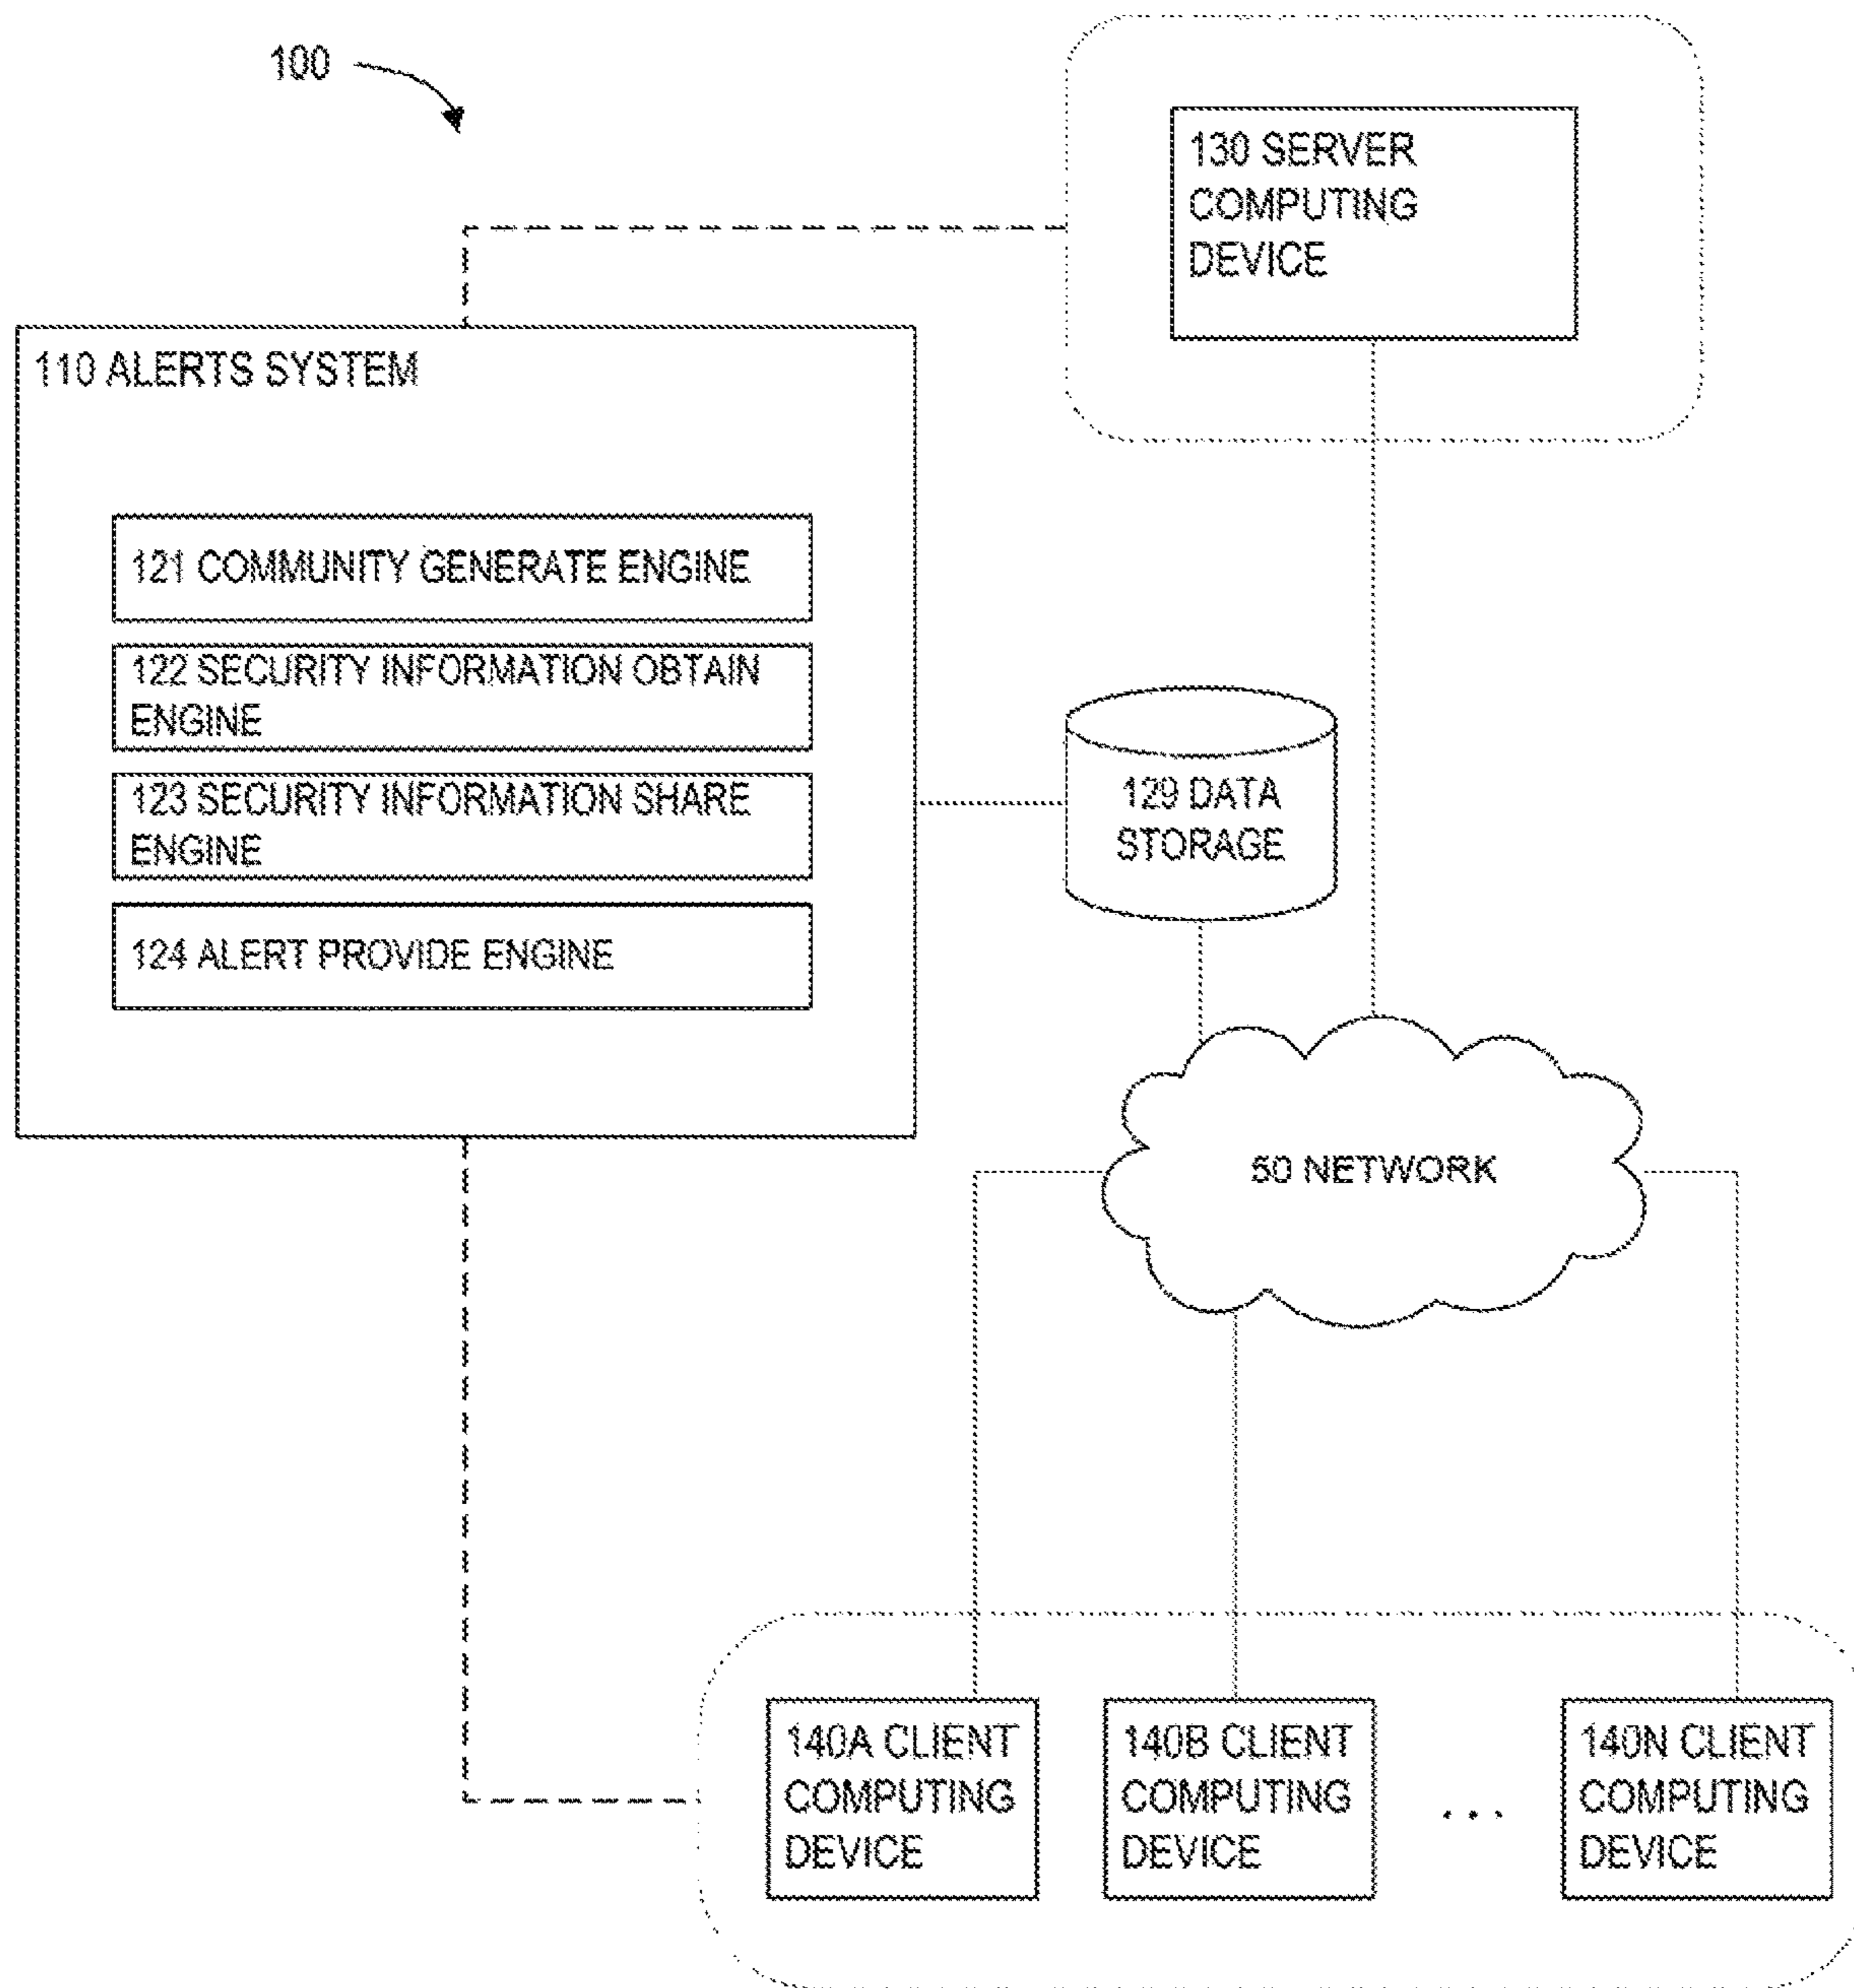 100
130 SERVER
COMPUTING
DEVICE
110 ALERTS SYSTEM
121 COMMUNITY GENERATE ENGINE
122 SECURITY INFORMATION OBTAIN
ENGINE
123 SECURITY INFORMATION SHARE
ENGINE
124 ALERT PROVIDE ENGINE
129 DATA
STORAGE
50 NETWORK
140A CLIENT
COMPUTING
DEVICE
140B CLIENT
COMPUTING
DEVICE
...
140N CLIENT
COMPUTING
DEVICE